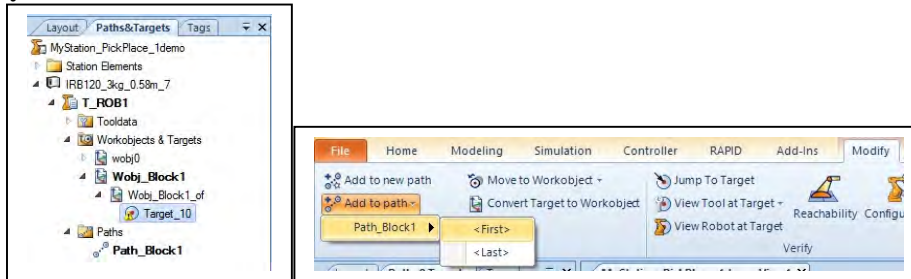 Layout Paths&Targets Tags
MyStation_PickPlace_1demo
Station Elements
IRB120_3kg_0.58m_7
T_ROB1
Tooldata
Workobjects & Targets
wobj0
Wobj_Block1
Wobj_Block1_of
Target_10
Paths
Path_Block1
File Home Modeling Simulation Controller RAPID Add-Ins Modify
Add to new path Move to Workobject Jump To Target
Add to path Convert Target to Workobject View Tool at Target Reachability
Path_Block1 <First> View Robot at Target
<Last> Verify